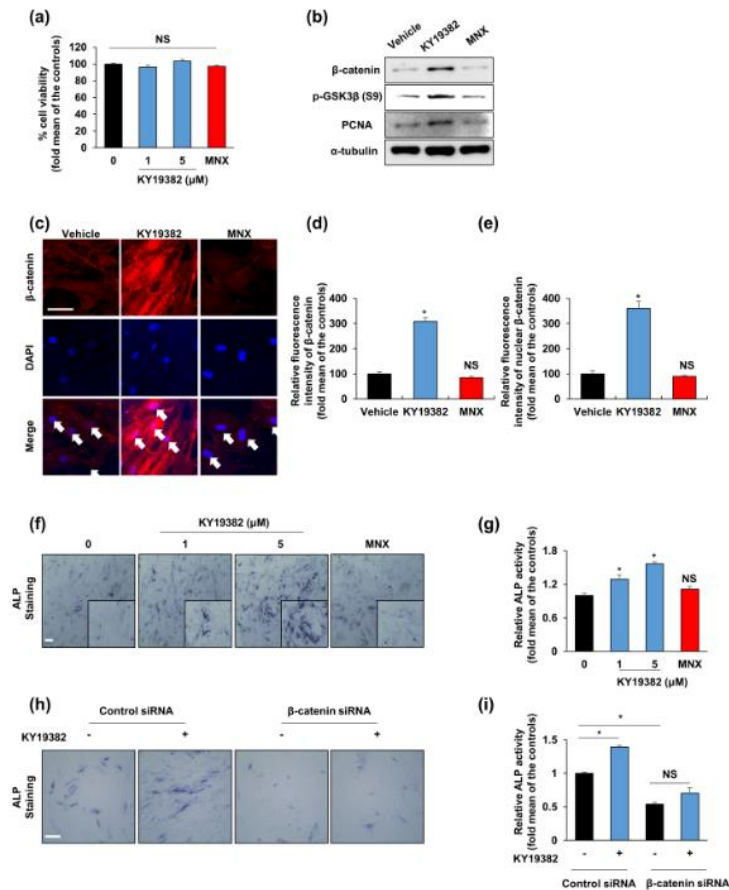 (a)
NS
120
100
80
60
40
20
0
% cell viability
(fold mean of the controls)
0 1 5 MNX
KY19382 (μM)
(b)
Vehicle KY19382 MNX
β-catenin
p-GSK3β (S9)
PCNA
α-tubulin
(c)
Vehicle KY19382 MNX
β-catenin
DAPI
Merge
(d)
Relative fluorescence
intensity of β-catenin
(fold mean of the controls)
400
300
200
100
0
*
NS
Vehicle KY19382 MNX
(e)
Relative fluorescence
intensity of nuclear β-catenin
(fold mean of the controls)
400
300
200
100
0
*
NS
Vehicle KY19382 MNX
(f)
KY19382 (μM)
0 1 5 MNX
ALP
Staining
(g)
Relative ALP activity
(fold mean of the controls)
1.8
1.2
0.6
0
*
*
NS
0 1 5 MNX
KY19382 (μM)
(h)
Control siRNA β-catenin siRNA
KY19382 - + - +
ALP
Staining
(i)
Relative ALP activity
(fold mean of the controls)
1.5
1
0.5
0
*
*
NS
KY19382 - + - +
Control siRNA β-catenin siRNA